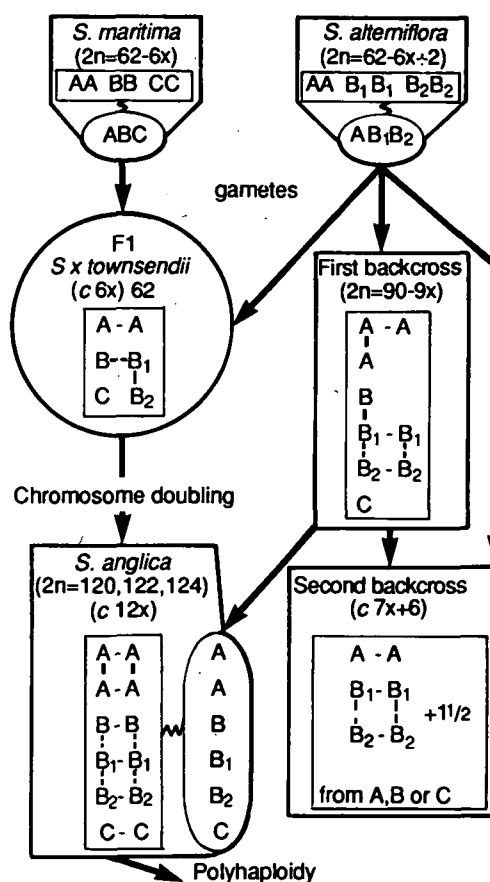 S. maritima
(2n=62-6x)
AA BB CC
ABC
S. alterniflora
(2n=62-6x÷2)
AA B₁B₁ B₂B₂
AB₁B₂
gametes
F1
S x townsendii
(c 6x) 62
A - A
B--B₁
C B₂
First backcross
(2n=90-9x)
A - A
A
B
B₁ - B₁
B₂ - B₂
C
Chromosome doubling
S. anglica
(2n=120,122,124)
(c 12x)
A - A
A - A
B - B
B₁ - B₁
B₂ - B₂
C - C
A
A
B
B₁
B₂
C
Second backcross
(c 7x+6)
A - A
B₁ - B₁
B₂ - B₂
+11/2
from A,B or C
Polyhaploidy